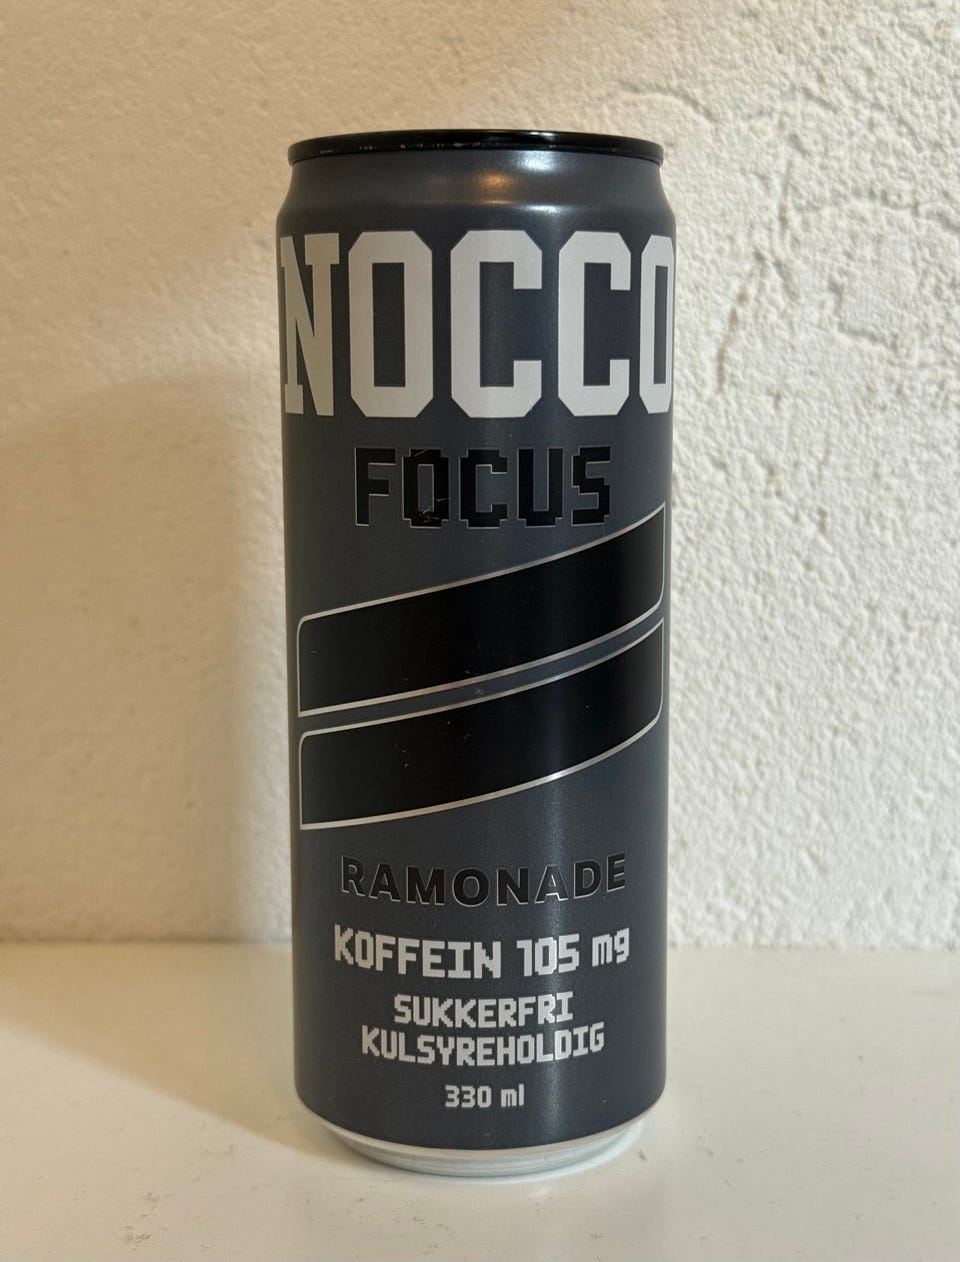 NOCCO
FOCUS
RAMONADE
KOFFEIN 105 mg
SUKKERFRI
KULSYREHOLDIG
330 ml